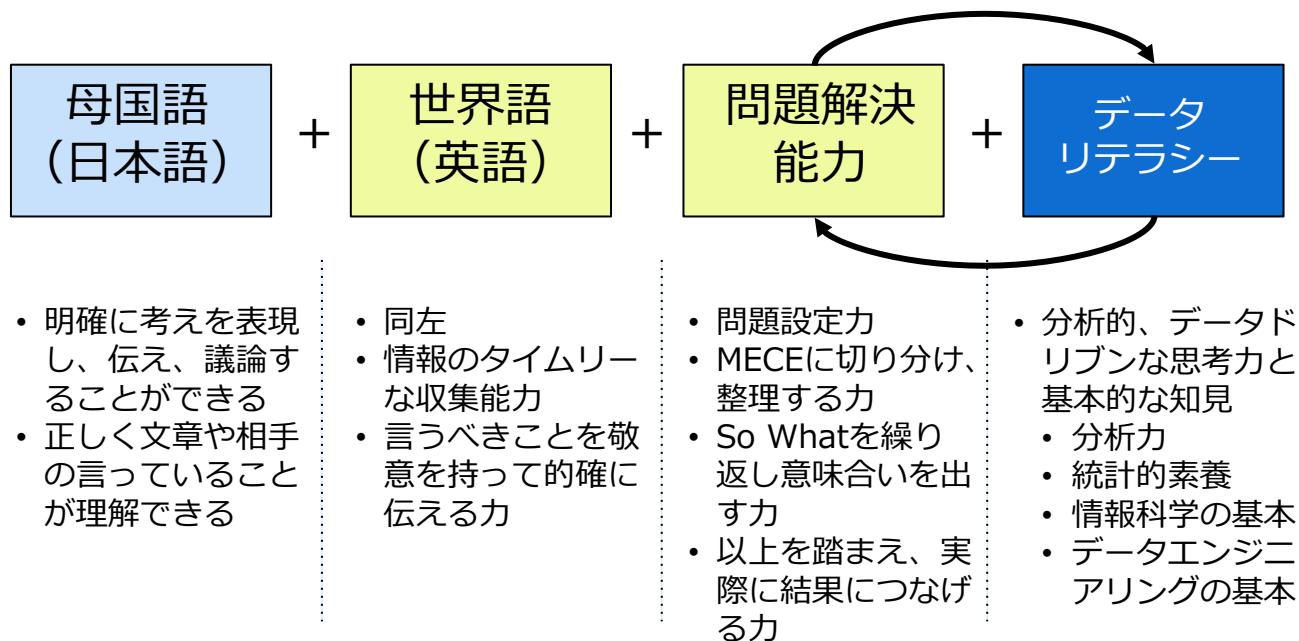 母国語
（日本語）
+
世界語
（英語）
+
問題解決
能力
+
データ
リテラシー
• 明確に考えを表現
し、伝え、議論す
ることができる
• 正しく文章や相手
の言っていること
が理解できる
• 同左
• 情報のタイムリー
な収集能力
• 言うべきことを敬
意を持って的確に
伝える力
• 問題設定力
• MECEに切り分け、
整理する力
• So Whatを繰り
返し意味合いを出
す力
• 以上を踏まえ、実
際に結果につなげ
る力
• 分析的、データド
リブンな思考力と
基本的な知見
• 分析力
• 統計的素養
• 情報科学の基本
• データエンジニ
アリングの基本